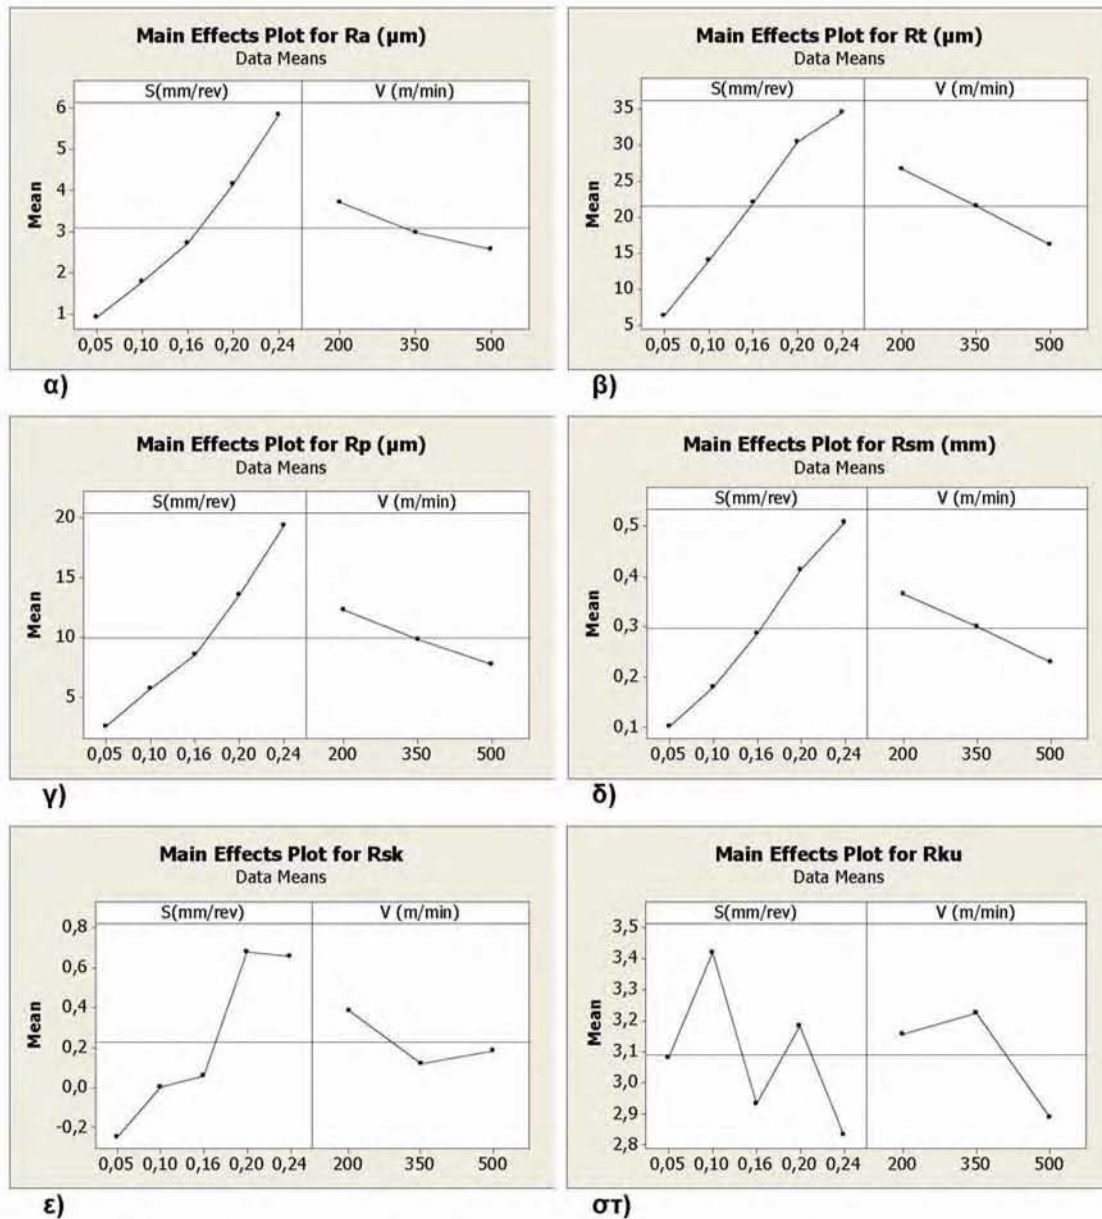 Main Effects Plot for Ra (μm)
Data Means
S(mm/rev) V (m/min)
6
5
4
3
2
1
Mean
0,05 0,10 0,16 0,20 0,24 200 350 500
α)
Main Effects Plot for Rt (μm)
Data Means
S(mm/rev) V (m/min)
35
30
25
20
15
10
5
Mean
0,05 0,10 0,16 0,20 0,24 200 350 500
β)
Main Effects Plot for Rp (μm)
Data Means
S(mm/rev) V (m/min)
20
15
10
5
Mean
0,05 0,10 0,16 0,20 0,24 200 350 500
γ)
Main Effects Plot for Rsm (mm)
Data Means
S(mm/rev) V (m/min)
0,5
0,4
0,3
0,2
0,1
Mean
0,05 0,10 0,16 0,20 0,24 200 350 500
δ)
Main Effects Plot for Rsk
Data Means
S(mm/rev) V (m/min)
0,8
0,6
0,4
0,2
0,0
-0,2
Mean
0,05 0,10 0,16 0,20 0,24 200 350 500
ε)
Main Effects Plot for Rku
Data Means
S(mm/rev) V (m/min)
3,5
3,4
3,3
3,2
3,1
3,0
2,9
2,8
Mean
0,05 0,10 0,16 0,20 0,24 200 350 500
στ)